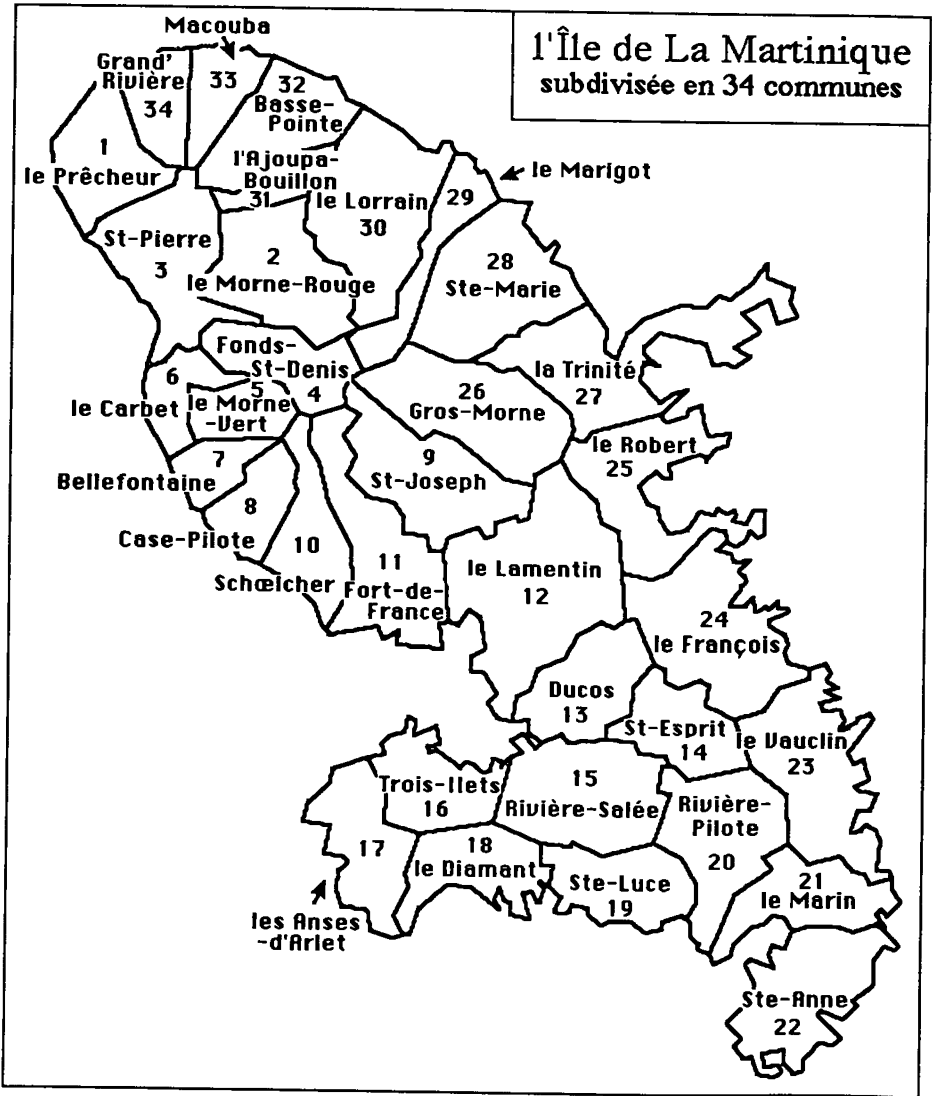 l'Île de La Martinique
subdivisée en 34 communes
Macouba
33
Grand'
Rivière
34
32
Basse-
Pointe
1
le Prêcheur
l'Ajoupa-
Bouillon
31
le Lorrain
30
29
le Marigot
St-Pierre
3
2
le Morne-Rouge
28
Ste-Marie
Fonds-
St-Denis
4
6
le Carbet
5
le Morne
-Vert
26
Gros-Morne
la Trinité
27
le Robert
25
7
Bellefontaine
9
St-Joseph
8
Case-Pilote
10
Schœlcher
11
Fort-de-
France
le Lamentin
12
24
le François
Ducos
13
St-Esprit
14
le Vauclin
23
Trois-Ilets
16
15
Rivière-Salée
Rivière-
Pilote
20
17
les Anses
-d'Arlet
18
le Diamant
Ste-Luce
19
21
le Marin
Ste-Anne
22